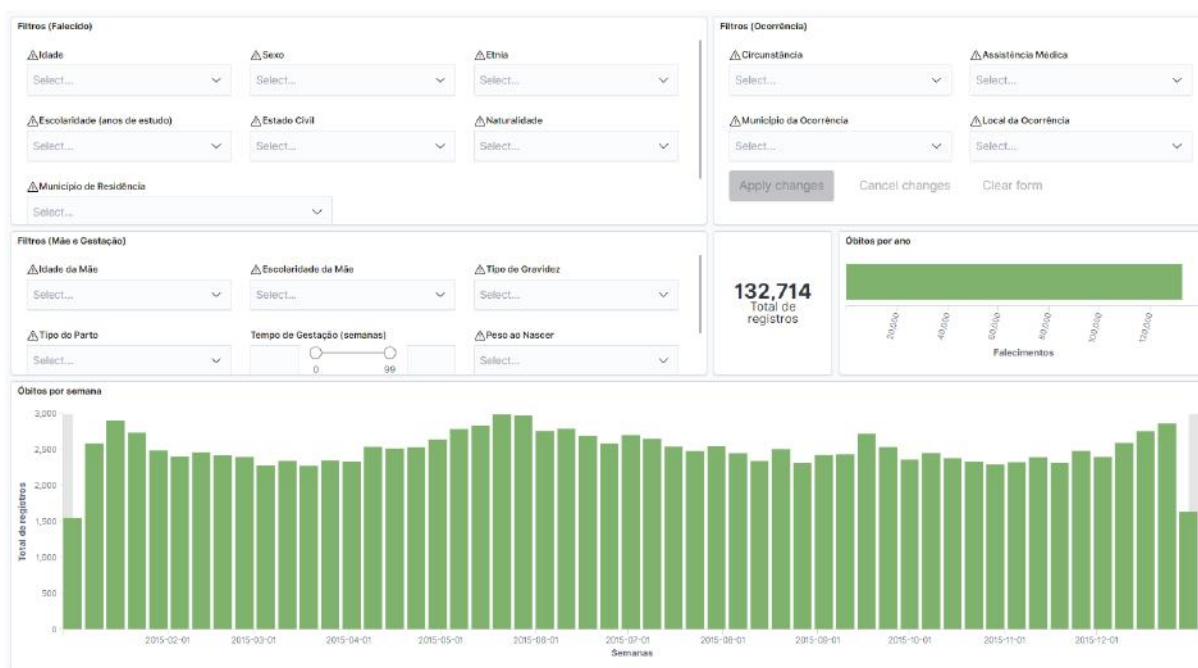 Filtros (Falecido)
Idade
Sexo
Etnia
Select...
Select...
Select...
Escolaridade (anos de estudo)
Estado Civil
Naturalidade
Select...
Select...
Select...
Município de Residência
Select...
Filtros (Ocorrência)
Circunstância
Assistência Médica
Select...
Select...
Município da Ocorrência
Local da Ocorrência
Select...
Select...
Apply changes
Cancel changes
Clear form
Filtros (Mãe e Gestação)
Idade da Mãe
Escolaridade da Mãe
Tipo de Gravidez
Select...
Select...
Select...
Tipo do Parto
Tempo de Gestação (semanas)
Peso ao Nascer
Select...
0
99
Select...
132,714
Total de
registros
Óbitos por ano
20,000
40,000
60,000
80,000
100,000
120,000
Falecimentos
Óbitos por semana
Total de registros
3,000
2,500
2,000
1,500
1,000
500
0
2015-02-01
2015-03-01
2015-04-01
2015-05-01
2015-06-01
2015-07-01
2015-08-01
2015-09-01
2015-10-01
2015-11-01
2015-12-01
Semanas